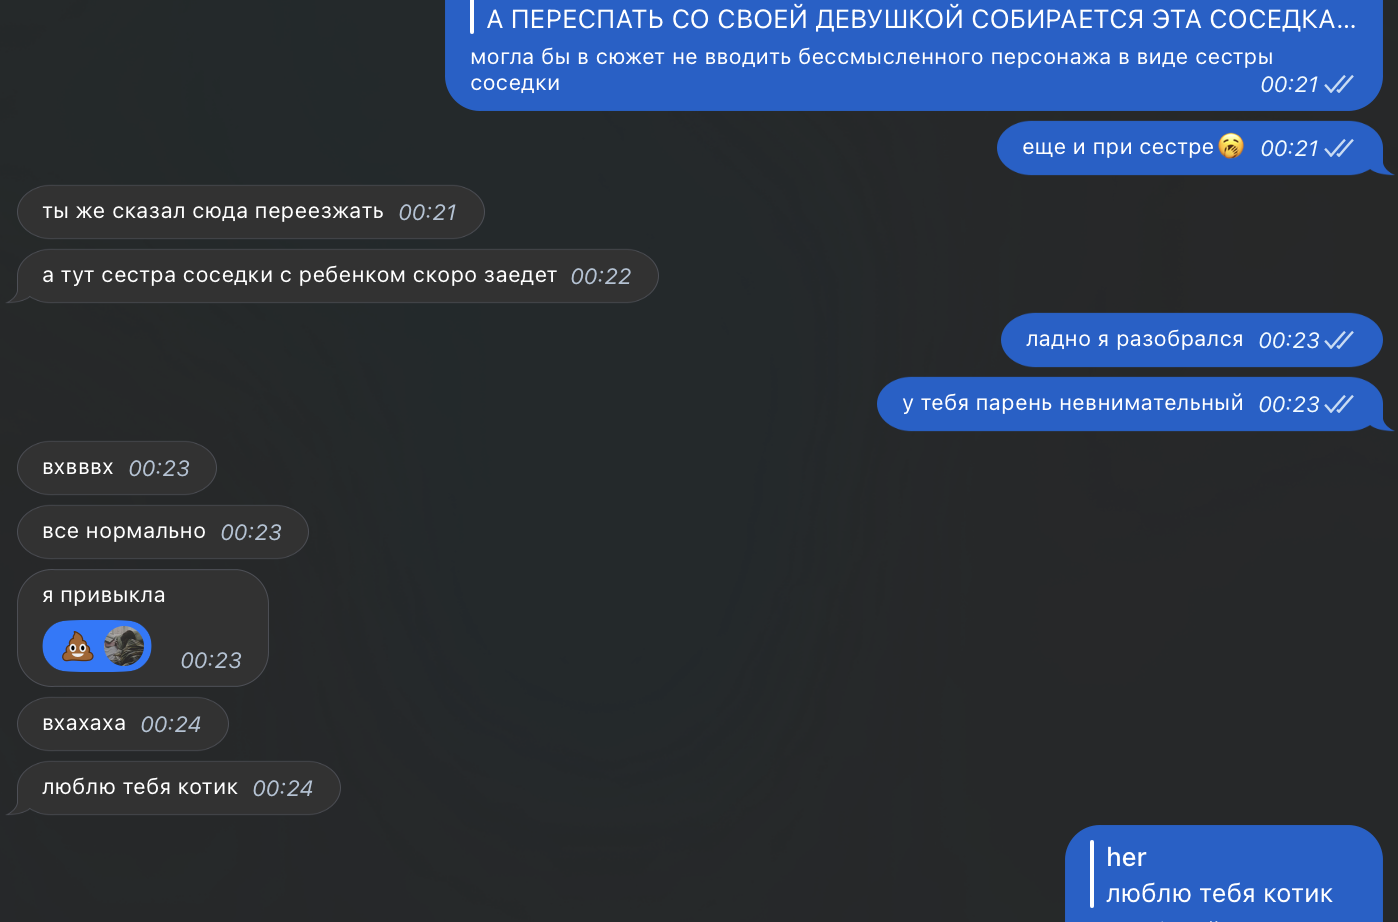 А ПЕРЕСПАТЬ СО СВОЕЙ ДЕВУШКОЙ СОБИРАЕТСЯ ЭТА СОСЕДКА...
могла бы в сюжет не вводить бессмысленного персонажа в виде сестры
соседки 00:21
еще и при сестре🥱 00:21
ты же сказал сюда переезжать 00:21
а тут сестра соседки с ребенком скоро заедет 00:22
ладно я разобрался 00:23
у тебя парень невнимательный 00:23
вхвввх 00:23
все нормально 00:23
я привыкла
💩 00:23
вхахаха 00:24
люблю тебя котик 00:24
her
люблю тебя котик